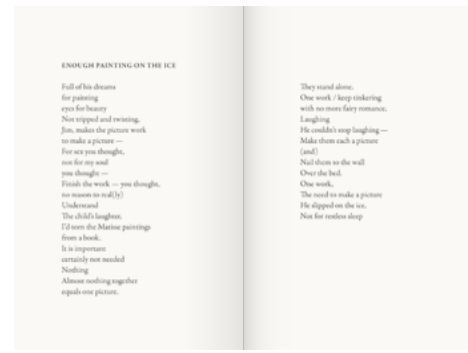 ENOUGH PAINTING ON THE ICE
Full of his dreams
for painting
eyes for beauty
Not tripped and twisting,
Jim, makes the picture work
to make a picture —
For sex you thought,
not for my soul
you thought —
Finish the work — you thought,
no reason to real(ly)
Understand
The child's laughter.
I'd torn the Matisse paintings
from a book.
It is important
certainly not needed
Nothing
Almost nothing together
equals one picture.
They stand alone.
One work / keep tinkering
with no more fairy romance.
Laughing
He couldn't stop laughing —
Make them each a picture
(and)
Nail them to the wall
Over the bed.
One work,
The need to make a picture
He slipped on the ice.
Not for restless sleep